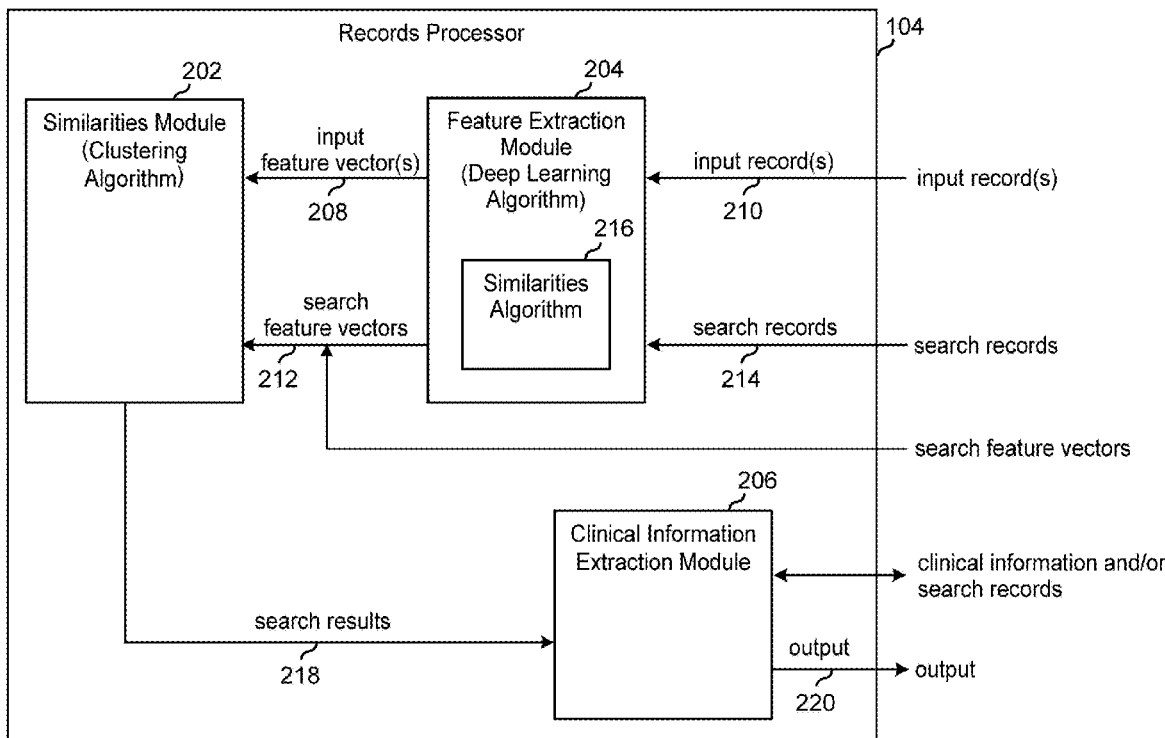 Records Processor
104
202
Similarities Module
(Clustering
Algorithm)
204
Feature Extraction
Module
(Deep Learning
Algorithm)
216
Similarities
Algorithm
input
feature vector(s)
208
input record(s)
210
input record(s)
search
feature vectors
212
search records
214
search records
search feature vectors
206
Clinical Information
Extraction Module
clinical information and/or
search records
search results
218
output
220
output